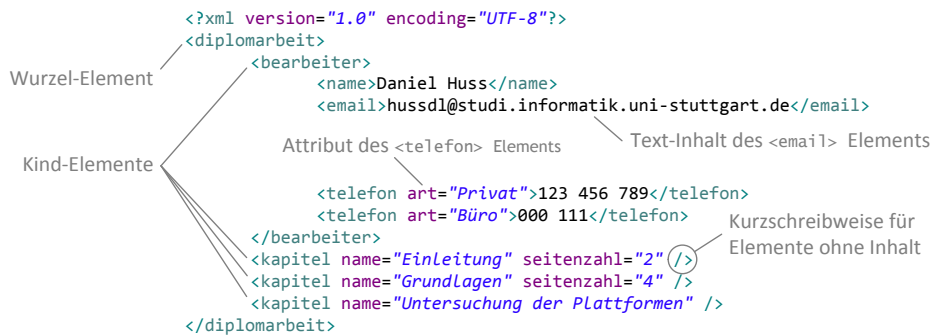 <?xml version="1.0" encoding="UTF-8"?>
<diplomarbeit>
<bearbeiter>
Wurzel-Element
<name>Daniel Huss</name>
<email>hussdl@studi.informatik.uni-stuttgart.de</email>
Attribut des <telefon> Elements
Text-Inhalt des <email> Elements
Kind-Elemente
<telefon art="Privat">123 456 789</telefon>
<telefon art="Büro">000 111</telefon>
Kurzschreibweise für
Elemente ohne Inhalt
</bearbeiter>
<kapitel name="Einleitung" seitenzahl="2" />
<kapitel name="Grundlagen" seitenzahl="4" />
<kapitel name="Untersuchung der Plattformen" />
</diplomarbeit>